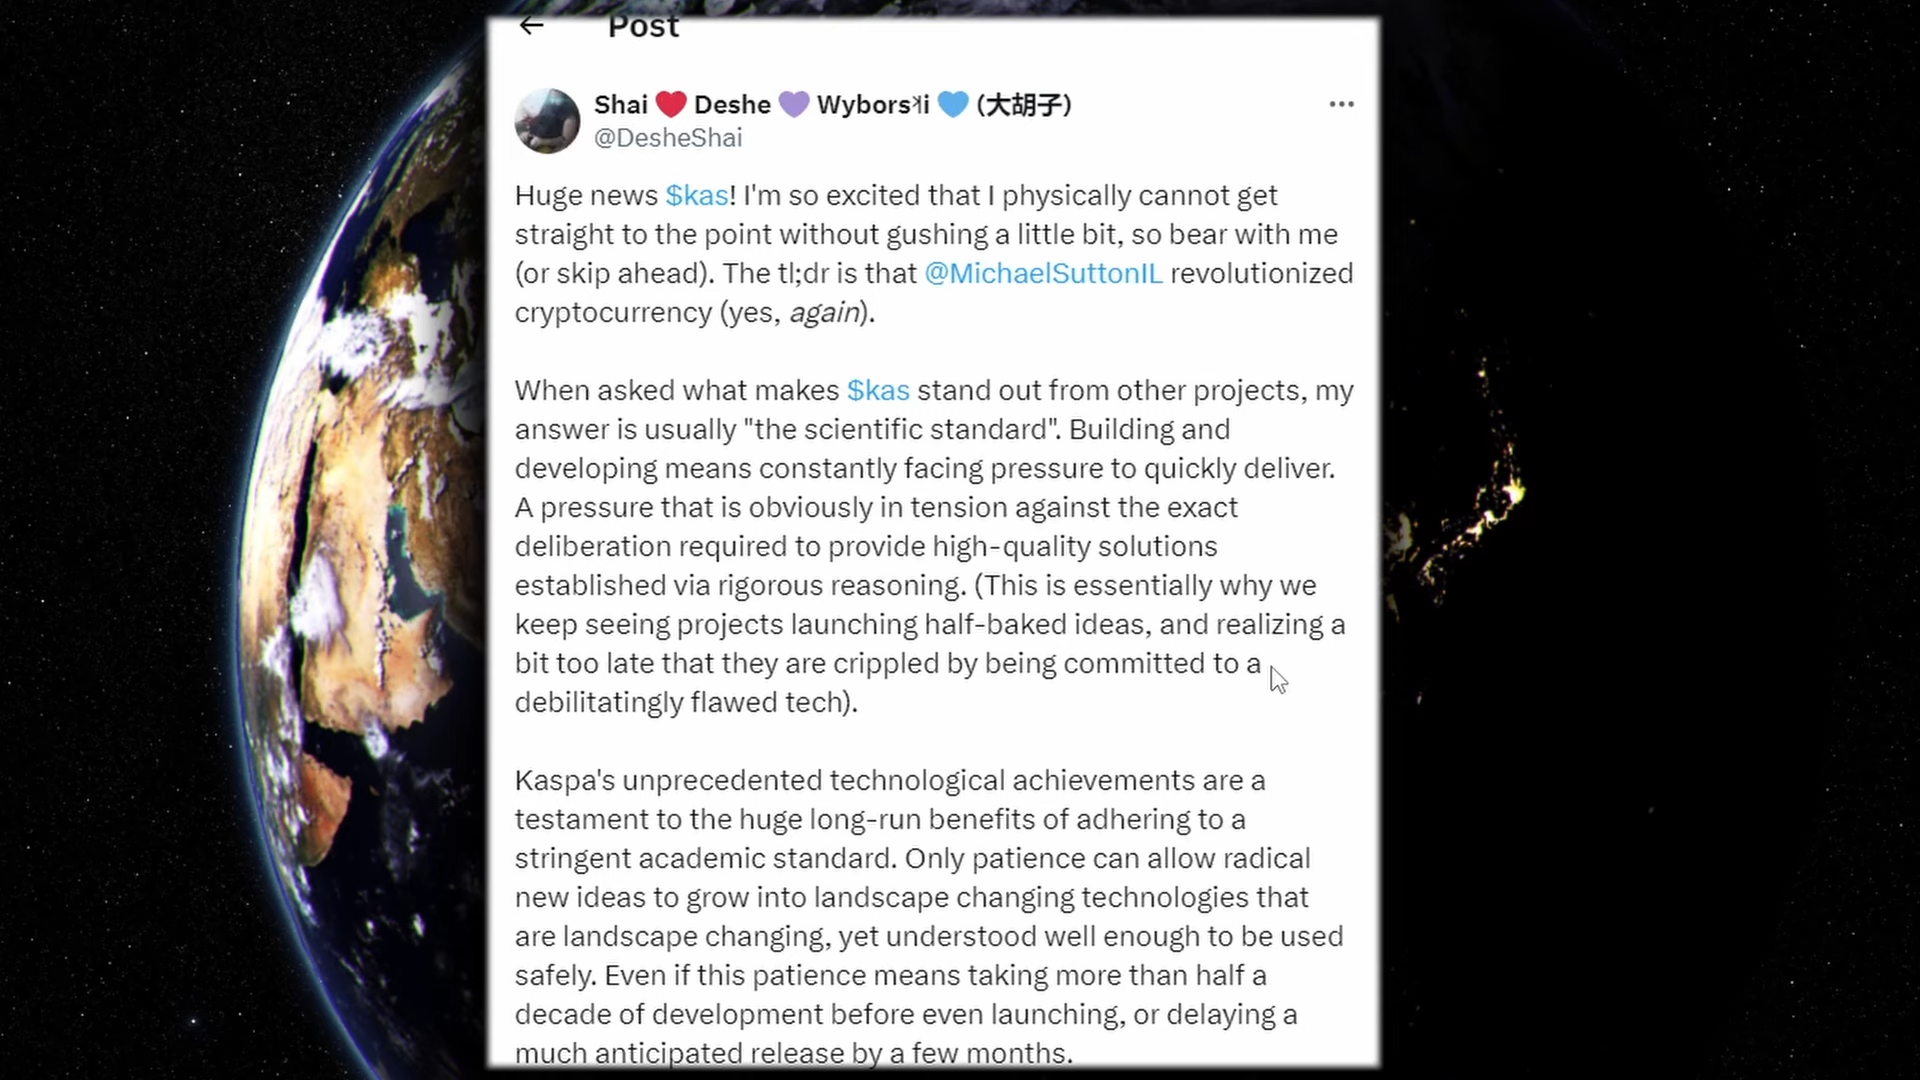 Post
Shai ❤️ Deshe 💜 Wyborsʞi 💙 (大胡子)
@DesheShai
Huge news $kas! I'm so excited that I physically cannot get
straight to the point without gushing a little bit, so bear with me
(or skip ahead). The tl;dr is that @MichaelSuttonIL revolutionized
cryptocurrency (yes, again).
When asked what makes $kas stand out from other projects, my
answer is usually "the scientific standard". Building and
developing means constantly facing pressure to quickly deliver.
A pressure that is obviously in tension against the exact
deliberation required to provide high-quality solutions
established via rigorous reasoning. (This is essentially why we
keep seeing projects launching half-baked ideas, and realizing a
bit too late that they are crippled by being committed to a
debilitatingly flawed tech).
Kaspa's unprecedented technological achievements are a
testament to the huge long-run benefits of adhering to a
stringent academic standard. Only patience can allow radical
new ideas to grow into landscape changing technologies that
are landscape changing, yet understood well enough to be used
safely. Even if this patience means taking more than half a
decade of development before even launching, or delaying a
much anticipated release by a few months.